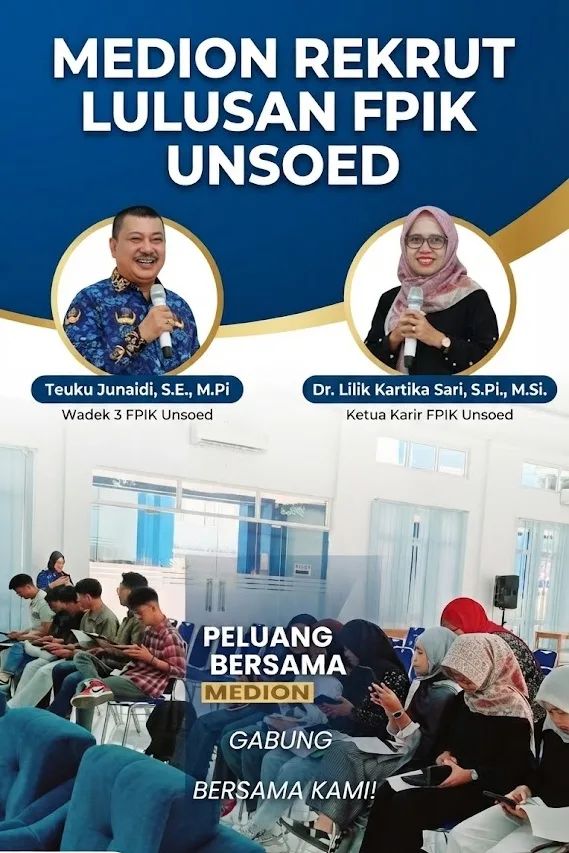 MEDION REKRUT
LULUSAN FPIK
UNSOED
Teuku Junaidi, S.E., M.Pi
Wadek 3 FPIK Unsoed
Dr. Lilik Kartika Sari, S.Pi., M.Si.
Ketua Karir FPIK Unsoed
PELUANG
BERSAMA
MEDION
GABUNG
BERSAMA KAMI!